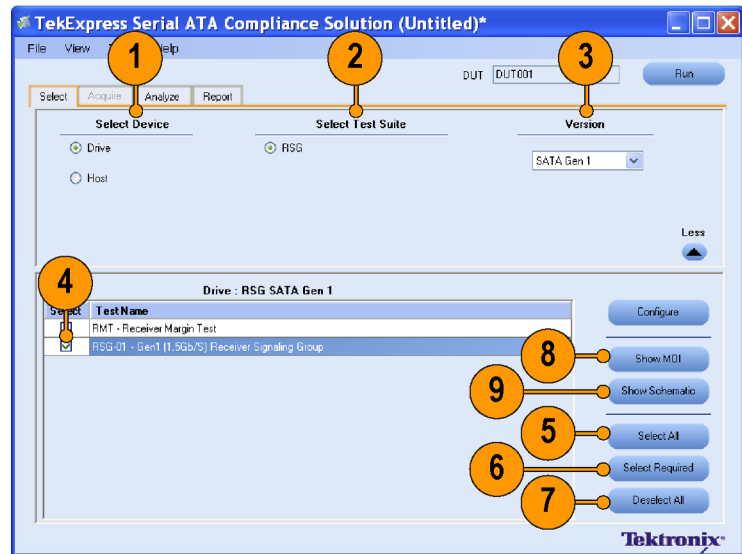 TekExpress Serial ATA Compliance Solution (Untitled)*
File View Help
1 2 3
DUT DUT001 Run
Select Acquire Analyze Report
Select Device Select Test Suite Version
Drive RSG
SATA Gen 1
Host
Less
4
Drive : RSG SATA Gen 1
Select Test Name
Configure
RMT - Receiver Margin Test
RSG-01 - Gen1 (1.5Gb/S) Receiver Signaling Group
8 Show MOI
9 Show Schematic
5 Select All
6 Select Required
7 Deselect All
Tektronix